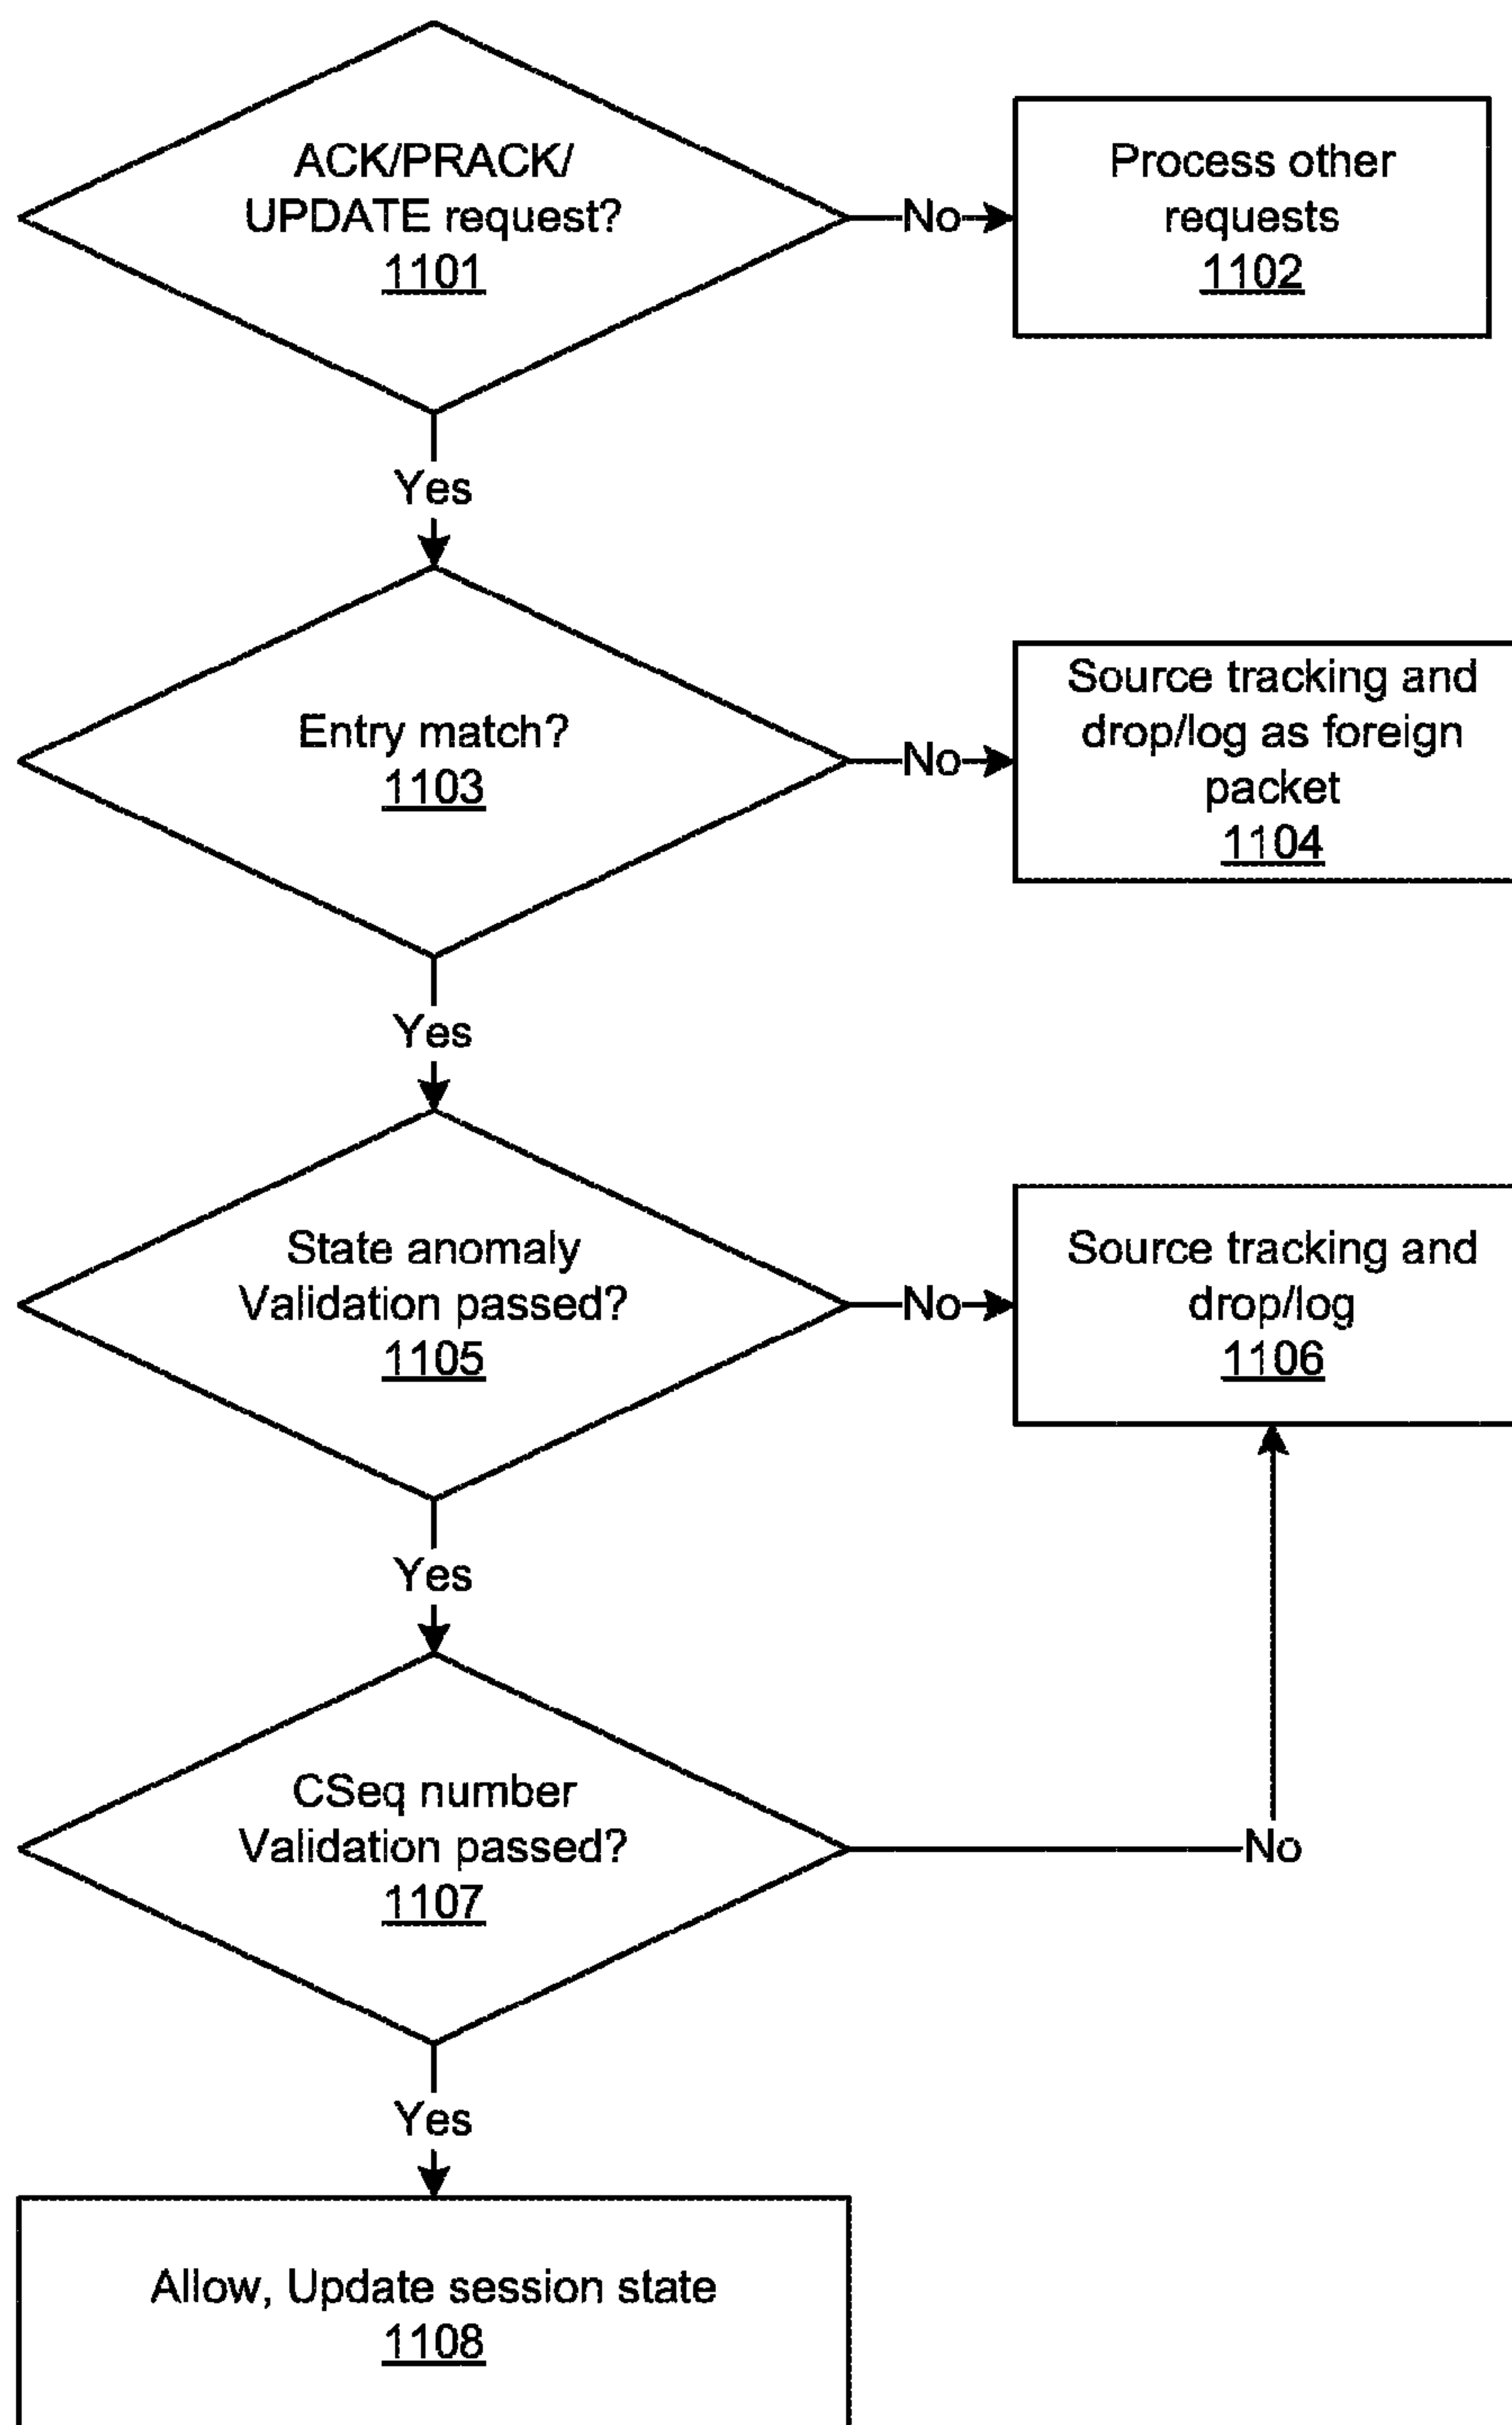 ACK/PRACK/
UPDATE request?
1101
No
Process other
requests
1102
Yes
Entry match?
1103
No
Source tracking and
drop/log as foreign
packet
1104
Yes
State anomaly
Validation passed?
1105
No
Source tracking and
drop/log
1106
Yes
CSeq number
Validation passed?
1107
No
Yes
Allow, Update session state
1108